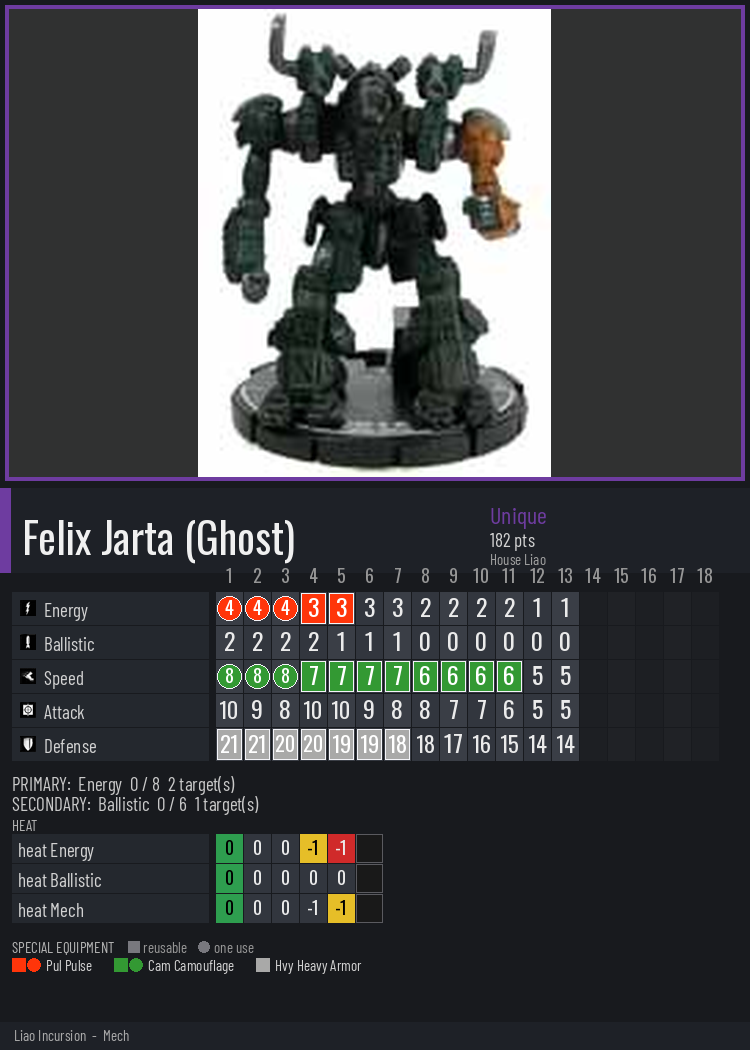 Felix Jarta (Ghost)
Unique
182 pts
House Liao
1 2 3 4 5 6 7 8 9 10 11 12 13 14 15 16 17 18
Energy 4 4 4 3 3 3 3 2 2 2 2 1 1
Ballistic 2 2 2 2 1 1 1 0 0 0 0 0 0
Speed 8 8 8 7 7 7 7 6 6 6 6 5 5
Attack 10 9 8 10 10 9 8 8 7 7 6 5 5
Defense 21 21 20 20 19 19 18 18 17 16 15 14 14
PRIMARY: Energy 0 / 8 2 target(s)
SECONDARY: Ballistic 0 / 6 1 target(s)
HEAT
heat Energy 0 0 0 -1 -1
heat Ballistic 0 0 0 0 0
heat Mech 0 0 0 -1 -1
SPECIAL EQUIPMENT reusable one use
Pul Pulse Cam Camouflage Hvy Heavy Armor
Liao Incursion - Mech